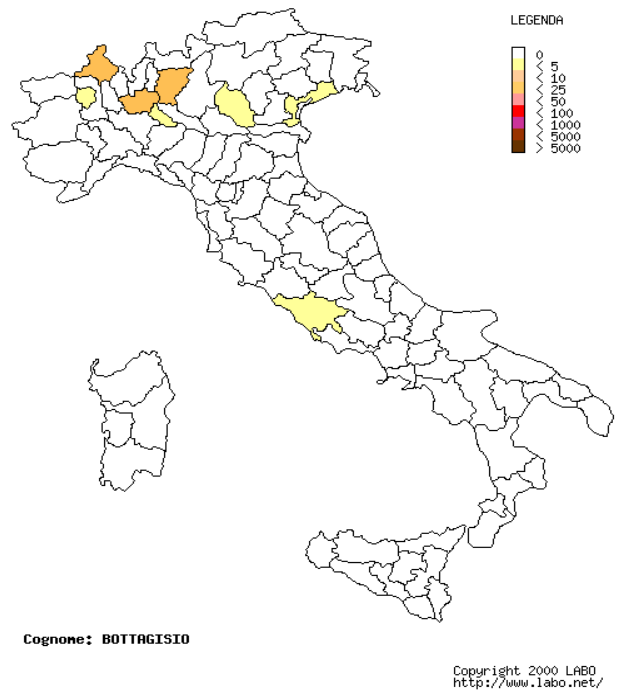 LEGENDA
0
< 5
< 10
< 25
< 50
< 100
< 1000
< 5000
> 5000
Cognome: BOTTAGISIO
Copyright 2000 LABO
http://www.labo.net/